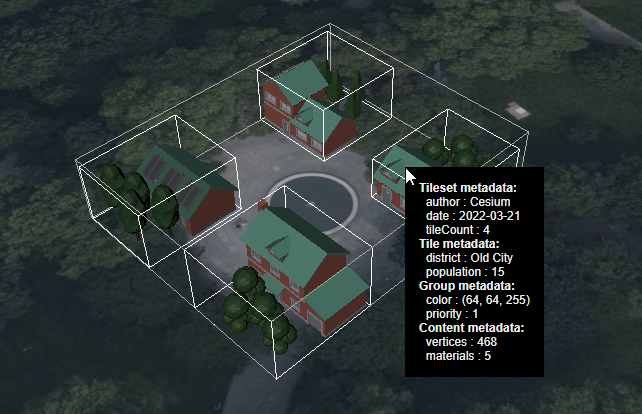 Tileset metadata:
author : Cesium
date : 2022-03-21
tileCount : 4
Tile metadata:
district : Old City
population : 15
Group metadata:
color : (64, 64, 255)
priority : 1
Content metadata:
vertices : 468
materials : 5